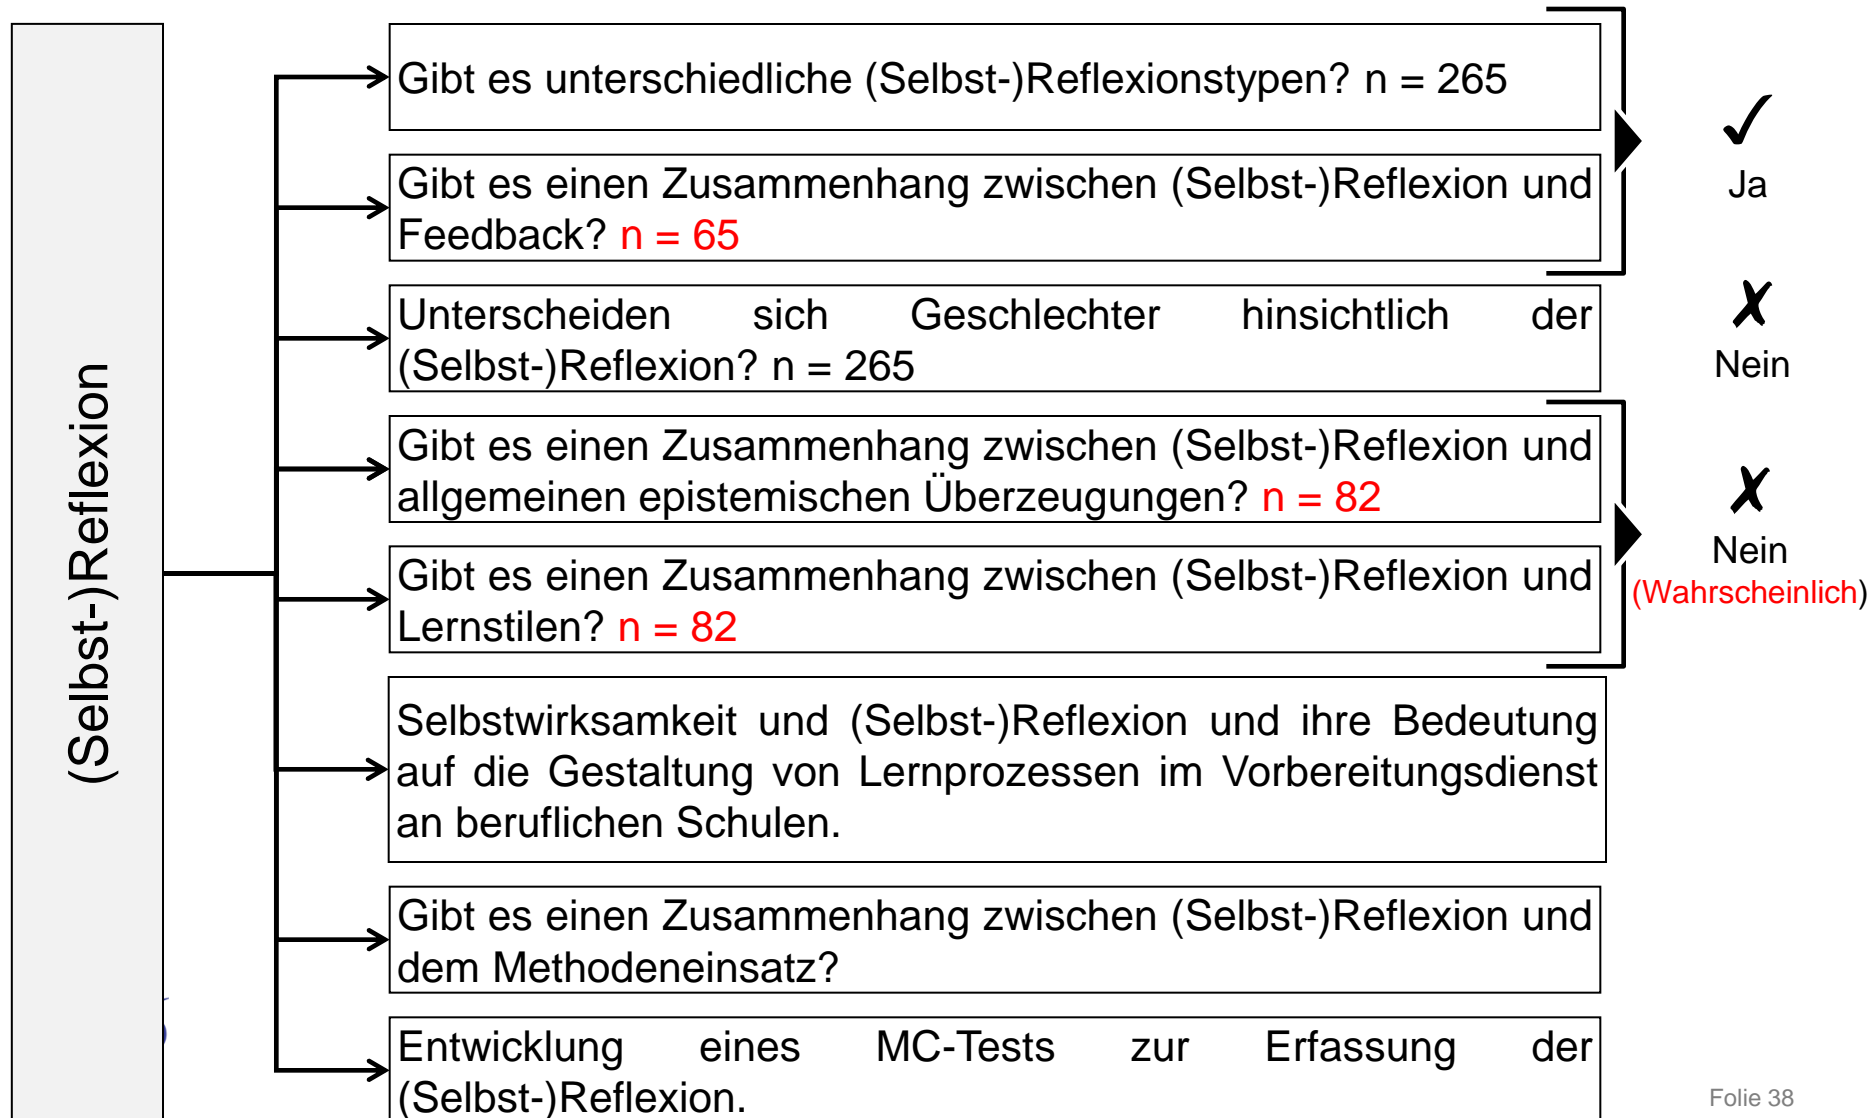 (Selbst-)Reflexion
Gibt es unterschiedliche (Selbst-)Reflexionstypen? n = 265
Gibt es einen Zusammenhang zwischen (Selbst-)Reflexion und
Feedback? n = 65
✓
Ja
Unterscheiden sich Geschlechter hinsichtlich der
(Selbst-)Reflexion? n = 265
✗
Nein
Gibt es einen Zusammenhang zwischen (Selbst-)Reflexion und
allgemeinen epistemischen Überzeugungen? n = 82
Gibt es einen Zusammenhang zwischen (Selbst-)Reflexion und
Lernstilen? n = 82
✗
Nein
(Wahrscheinlich)
Selbstwirksamkeit und (Selbst-)Reflexion und ihre Bedeutung
auf die Gestaltung von Lernprozessen im Vorbereitungsdienst
an beruflichen Schulen.
Gibt es einen Zusammenhang zwischen (Selbst-)Reflexion und
dem Methodeneinsatz?
Entwicklung eines MC-Tests zur Erfassung der
(Selbst-)Reflexion.
Folie 38